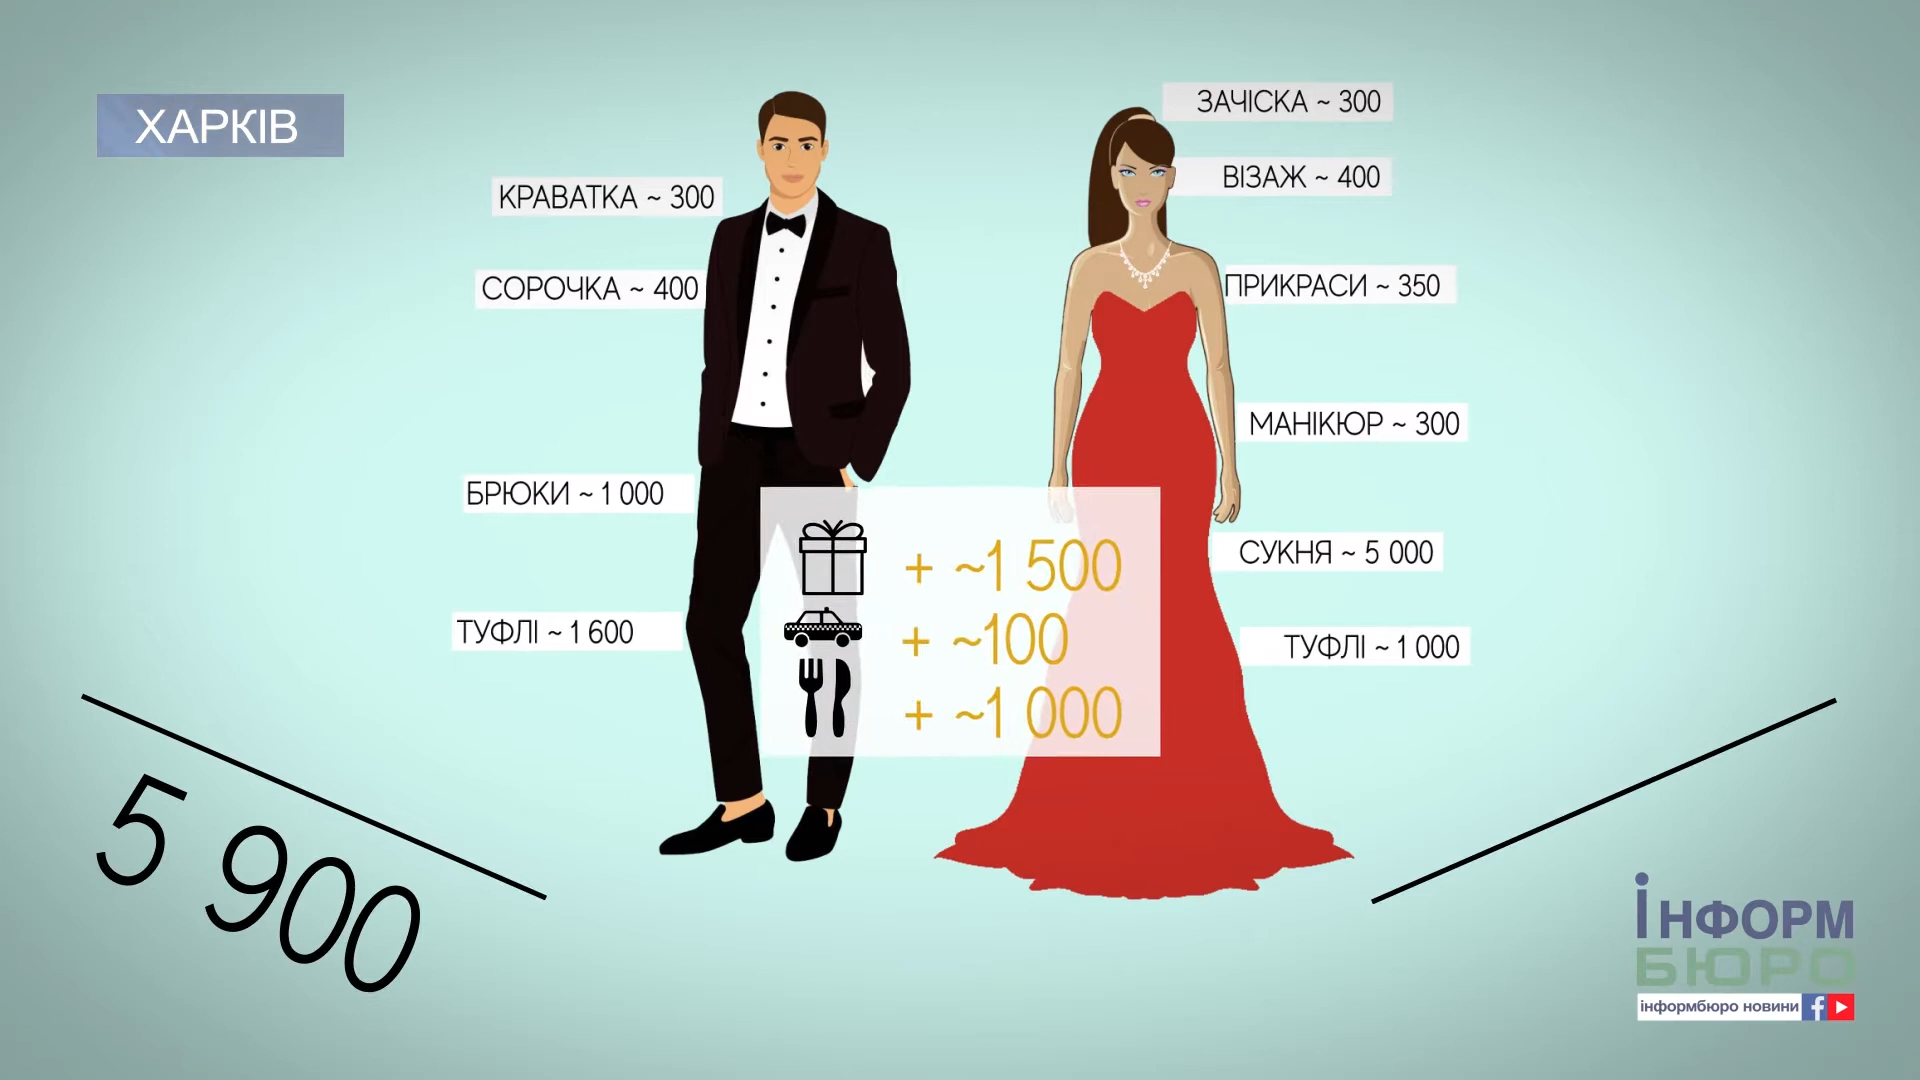 ХАРКІВ
КРАВАТКА ~ 300
СОРОЧКА ~ 400
БРЮКИ ~ 1 000
ТУФЛІ ~ 1 600
ЗАЧІСКА ~ 300
ВІЗАЖ ~ 400
ПРИКРАСИ ~ 350
МАНІКЮР ~ 300
СУКНЯ ~ 5 000
ТУФЛІ ~ 1 000
+ ~1 500
+ ~100
+ ~1 000
5 900
ІНФОРМ
БЮРО
інформбюро новини f